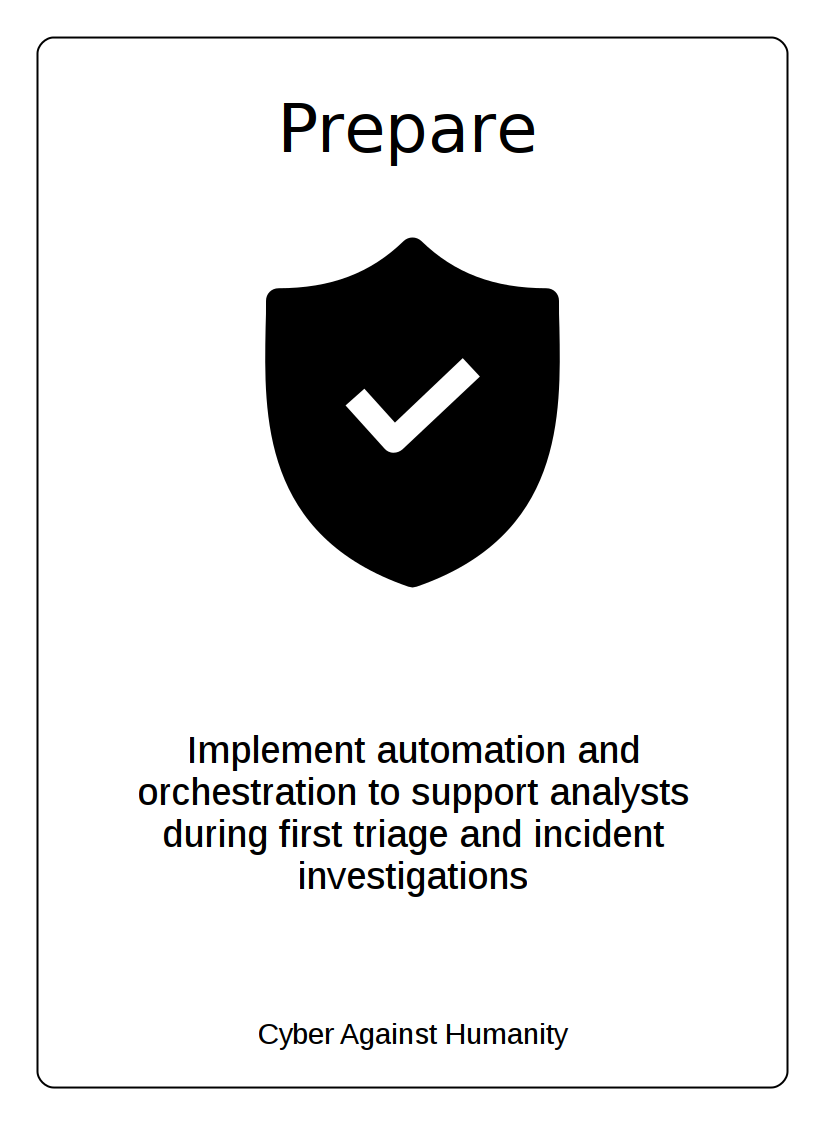 Prepare
Implement automation and
orchestration to support analysts
during first triage and incident
investigations
Cyber Against Humanity